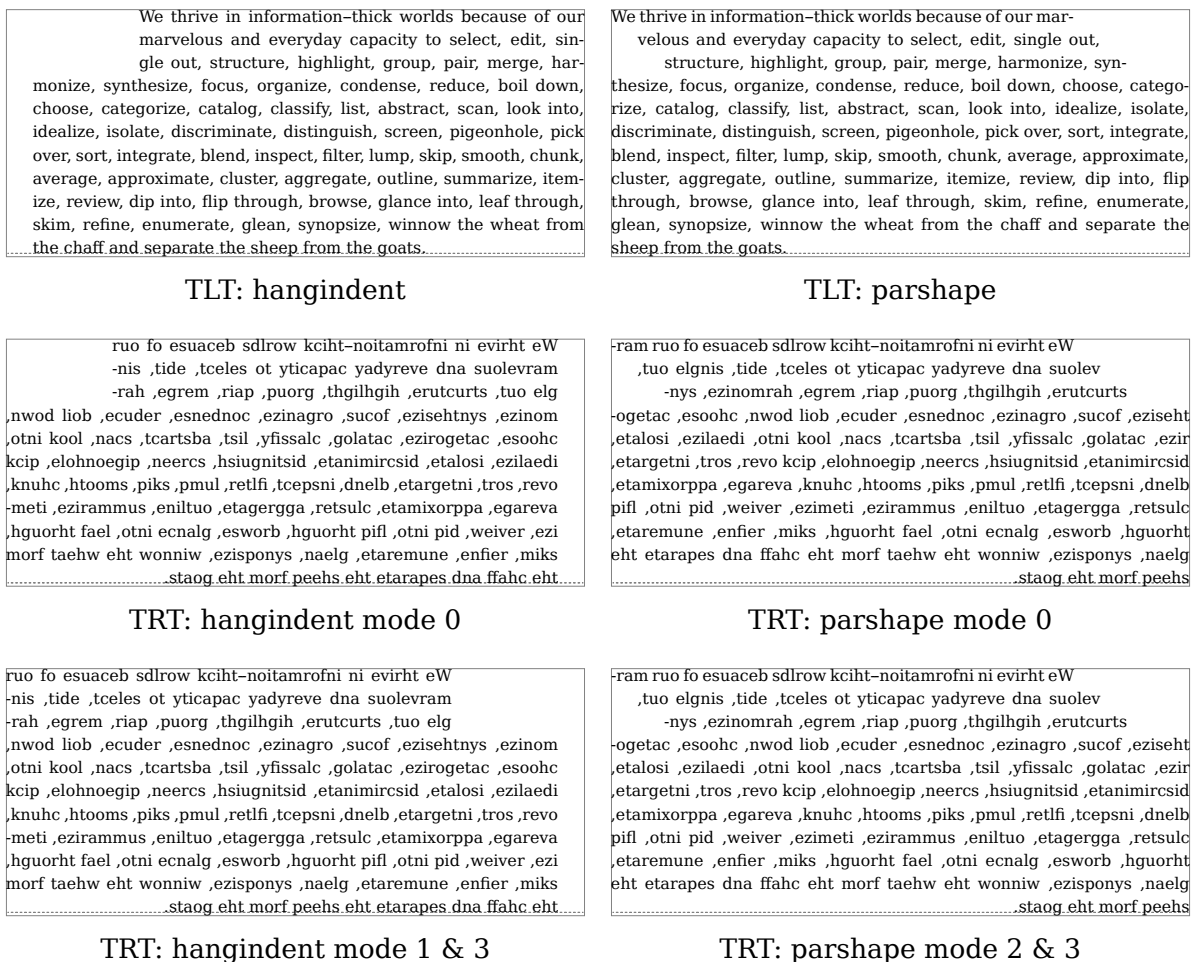 We thrive in information–thick worlds because of our
marvelous and everyday capacity to select, edit, sin-
gle out, structure, highlight, group, pair, merge, har-
monize, synthesize, focus, organize, condense, reduce, boil down,
choose, categorize, catalog, classify, list, abstract, scan, look into,
idealize, isolate, discriminate, distinguish, screen, pigeonhole, pick
over, sort, integrate, blend, inspect, filter, lump, skip, smooth, chunk,
average, approximate, cluster, aggregate, outline, summarize, item-
ize, review, dip into, flip through, browse, glance into, leaf through,
skim, refine, enumerate, glean, synopsize, winnow the wheat from
the chaff and separate the sheep from the goats.
TLT: hangindent
We thrive in information–thick worlds because of our mar-
velous and everyday capacity to select, edit, single out,
structure, highlight, group, pair, merge, harmonize, syn-
thesize, focus, organize, condense, reduce, boil down, choose, catego-
rize, catalog, classify, list, abstract, scan, look into, idealize, isolate,
discriminate, distinguish, screen, pigeonhole, pick over, sort, integrate,
blend, inspect, filter, lump, skip, smooth, chunk, average, approximate,
cluster, aggregate, outline, summarize, itemize, review, dip into, flip
through, browse, glance into, leaf through, skim, refine, enumerate,
glean, synopsize, winnow the wheat from the chaff and separate the
sheep from the goats.
TLT: parshape
ruo fo esuaceb sdlrow kciht–noitamrofni ni evirht eW
-nis ,tide ,tceles ot yticapac yadyreve dna suolevram
-rah ,egrem ,riap ,puorg ,thgilhgih ,erutcurts ,tuo elg
,nwod liob ,ecuder ,esnednoc ,ezinagro ,sucof ,ezisehtnys ,ezinom
,otni kool ,nacs ,tcartsba ,tsil ,yfissalc ,golatac ,ezirogetac ,esoohc
kcip ,elohnoegip ,neercs ,hsiugnitsid ,etanimircsid ,etalosi ,ezilaedi
,knuhc ,htooms ,piks ,pmul ,retlfi ,tcepsni ,dnelb ,etargetni ,tros ,revo
-meti ,ezirammus ,eniltuo ,etagergga ,retsulc ,etamixorppa ,egareva
,hguorht fael ,otni ecnalg ,esworb ,hguorht pifl ,otni pid ,weiver ,ezi
morf taehw eht wonniw ,ezisponys ,naelg ,etaremune ,enfier ,miks
.staog eht morf peehs eht etarapes dna ffahc eht
TRT: hangindent mode 0
-ram ruo fo esuaceb sdlrow kciht–noitamrofni ni evirht eW
,tuo elgnis ,tide ,tceles ot yticapac yadyreve dna suolev
-nys ,ezinomrah ,egrem ,riap ,puorg ,thgilhgih ,erutcurts
-ogetac ,esoohc ,nwod liob ,ecuder ,esnednoc ,ezinagro ,sucof ,eziseht
,etalosi ,ezilaedi ,otni kool ,nacs ,tcartsba ,tsil ,yfissalc ,golatac ,ezir
,etargetni ,tros ,revo kcip ,elohnoegip ,neercs ,hsiugnitsid ,etanimircsid
,etamixorppa ,egareva ,knuhc ,htooms ,piks ,pmul ,retlfi ,tcepsni ,dnelb
pifl ,otni pid ,weiver ,ezimeti ,ezirammus ,eniltuo ,etagergga ,retsulc
,etaremune ,enfier ,miks ,hguorht fael ,otni ecnalg ,esworb ,hguorht
eht etarapes dna ffahc eht morf taehw eht wonniw ,ezisponys ,naelg
.staog eht morf peehs
TRT: parshape mode 0
ruo fo esuaceb sdlrow kciht–noitamrofni ni evirht eW
-nis ,tide ,tceles ot yticapac yadyreve dna suolevram
-rah ,egrem ,riap ,puorg ,thgilhgih ,erutcurts ,tuo elg
,nwod liob ,ecuder ,esnednoc ,ezinagro ,sucof ,ezisehtnys ,ezinom
,otni kool ,nacs ,tcartsba ,tsil ,yfissalc ,golatac ,ezirogetac ,esoohc
kcip ,elohnoegip ,neercs ,hsiugnitsid ,etanimircsid ,etalosi ,ezilaedi
,knuhc ,htooms ,piks ,pmul ,retlfi ,tcepsni ,dnelb ,etargetni ,tros ,revo
-meti ,ezirammus ,eniltuo ,etagergga ,retsulc ,etamixorppa ,egareva
,hguorht fael ,otni ecnalg ,esworb ,hguorht pifl ,otni pid ,weiver ,ezi
morf taehw eht wonniw ,ezisponys ,naelg ,etaremune ,enfier ,miks
.staog eht morf peehs eht etarapes dna ffahc eht
TRT: hangindent mode 1 & 3
-ram ruo fo esuaceb sdlrow kciht–noitamrofni ni evirht eW
,tuo elgnis ,tide ,tceles ot yticapac yadyreve dna suolev
-nys ,ezinomrah ,egrem ,riap ,puorg ,thgilhgih ,erutcurts
-ogetac ,esoohc ,nwod liob ,ecuder ,esnednoc ,ezinagro ,sucof ,eziseht
,etalosi ,ezilaedi ,otni kool ,nacs ,tcartsba ,tsil ,yfissalc ,golatac ,ezir
,etargetni ,tros ,revo kcip ,elohnoegip ,neercs ,hsiugnitsid ,etanimircsid
,etamixorppa ,egareva ,knuhc ,htooms ,piks ,pmul ,retlfi ,tcepsni ,dnelb
pifl ,otni pid ,weiver ,ezimeti ,ezirammus ,eniltuo ,etagergga ,retsulc
,etaremune ,enfier ,miks ,hguorht fael ,otni ecnalg ,esworb ,hguorht
eht etarapes dna ffahc eht morf taehw eht wonniw ,ezisponys ,naelg
.staog eht morf peehs
TRT: parshape mode 2 & 3